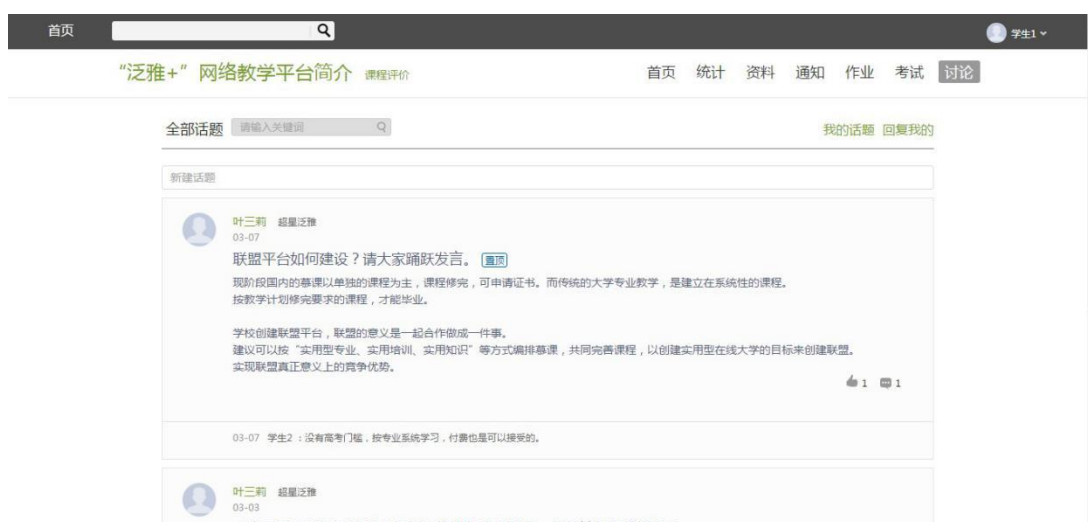 首页
学生1
“泛雅+”网络教学平台简介 课程评价
首页 统计 资料 通知 作业 考试 讨论
全部话题 请输入关键词
我的话题 回复我的
新建话题
叶三莉 超星泛雅
03-07
联盟平台如何建设？请大家踊跃发言。 置顶
现阶段国内的慕课以单独的课程为主，课程修完，可申请证书。而传统的大学专业教学，是建立在系统性的课程。
按教学计划修完要求的课程，才能毕业。
学校创建联盟平台，联盟的意义是一起合作做成一件事。
建议可以按“实用型专业、实用培训、实用知识”等方式编排慕课，共同完善课程，以创建实用型在线大学的目标来创建联盟。
实现联盟真正意义上的竞争优势。
1 1
03-07 学生2：没有高考门槛，按专业系统学习，付费也是可以接受的。
叶三莉 超星泛雅
03-03